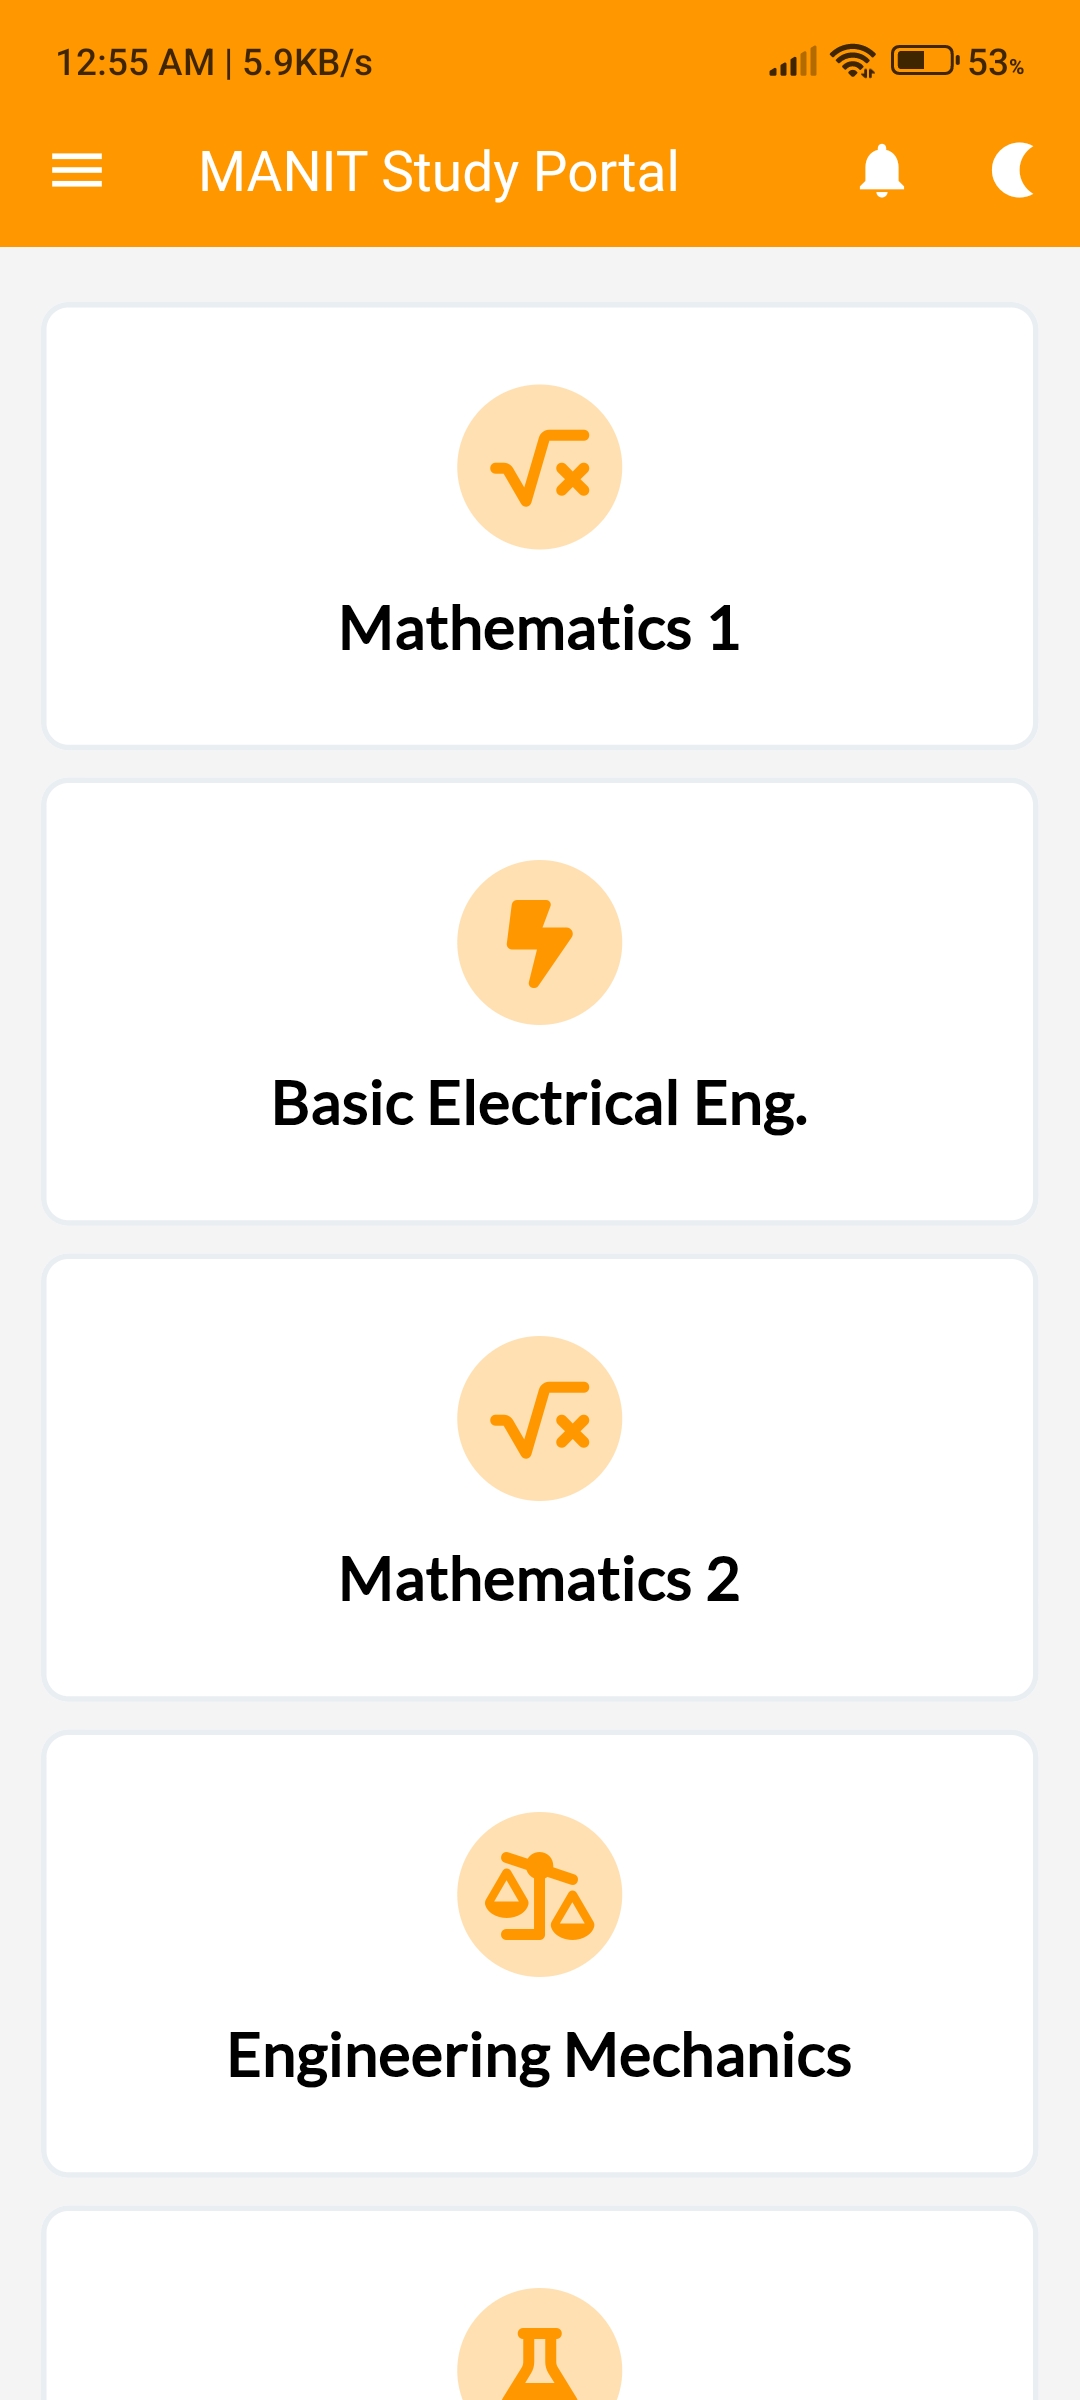 12:55 AM | 5.9KB/s 53%
MANIT Study Portal
Mathematics 1
Basic Electrical Eng.
Mathematics 2
Engineering Mechanics